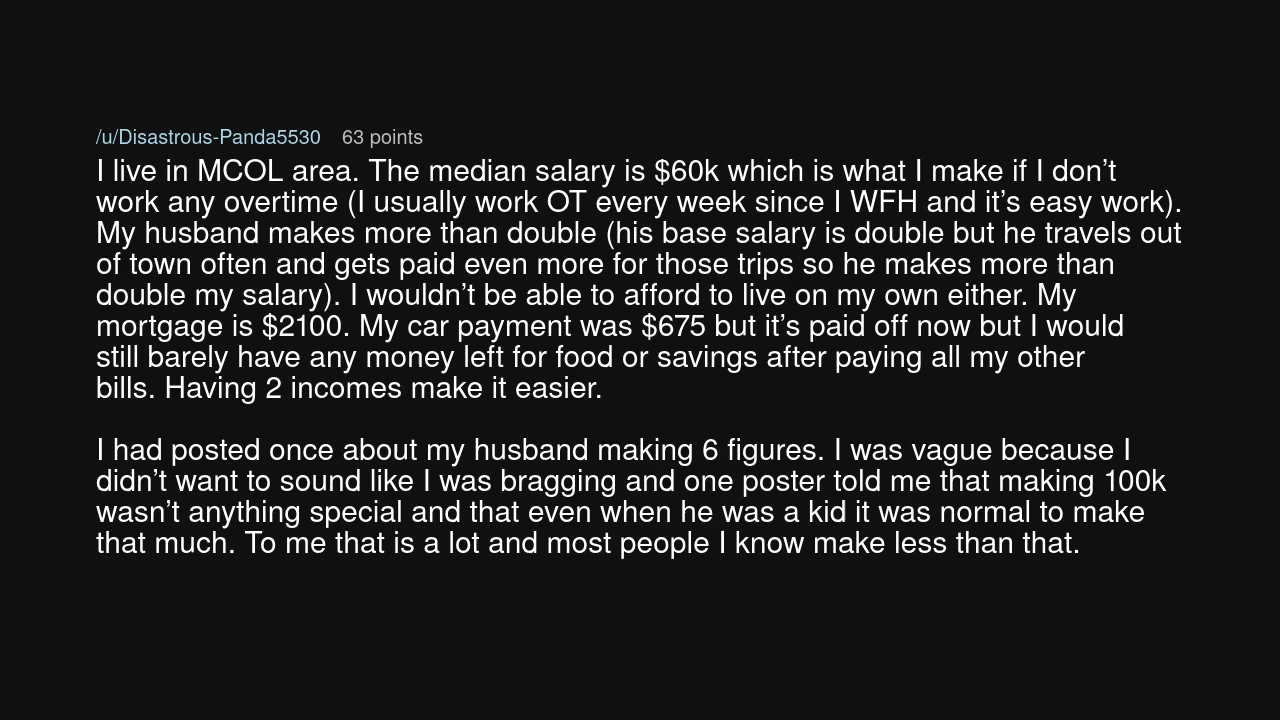 /u/Disastrous-Panda5530 63 points
I live in MCOL area. The median salary is $60k which is what I make if I don’t
work any overtime (I usually work OT every week since I WFH and it’s easy work).
My husband makes more than double (his base salary is double but he travels out
of town often and gets paid even more for those trips so he makes more than
double my salary). I wouldn’t be able to afford to live on my own either. My
mortgage is $2100. My car payment was $675 but it’s paid off now but I would
still barely have any money left for food or savings after paying all my other
bills. Having 2 incomes make it easier.
I had posted once about my husband making 6 figures. I was vague because I
didn’t want to sound like I was bragging and one poster told me that making 100k
wasn’t anything special and that even when he was a kid it was normal to make
that much. To me that is a lot and most people I know make less than that.